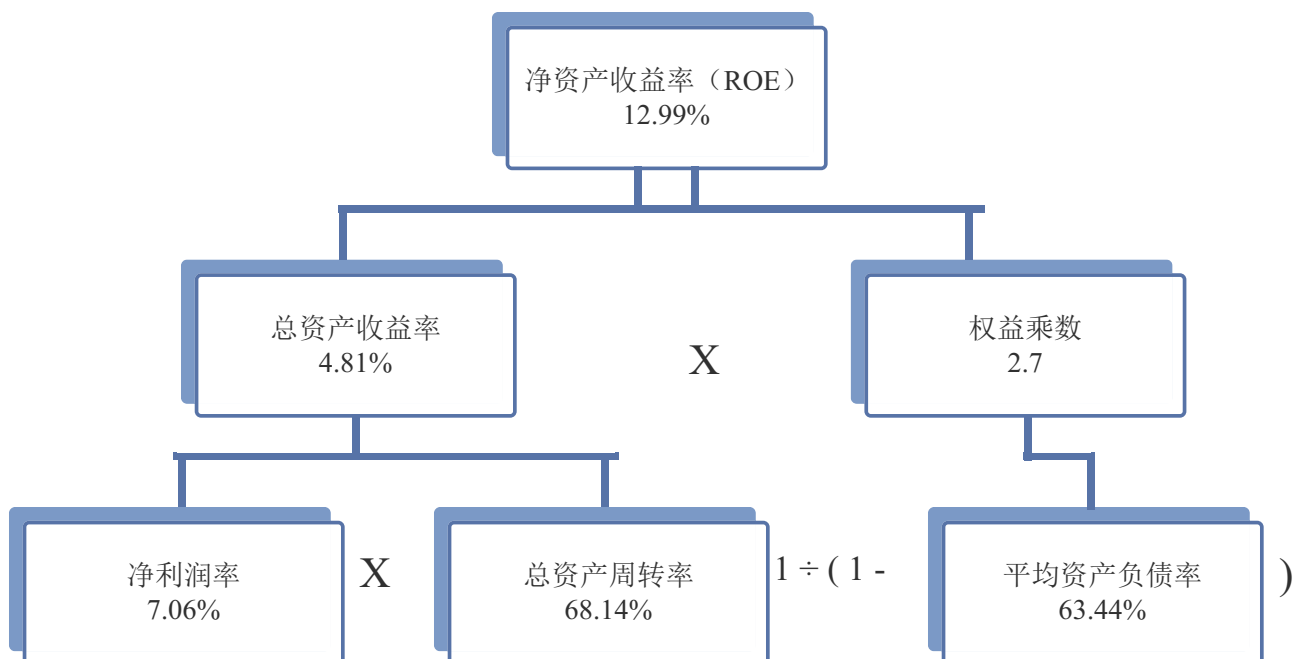 净资产收益率（ROE）
12.99%
总资产收益率
4.81%
X
权益乘数
2.7
净利润率
7.06%
X
总资产周转率
68.14%
1 ÷ ( 1 -
平均资产负债率
63.44%
)